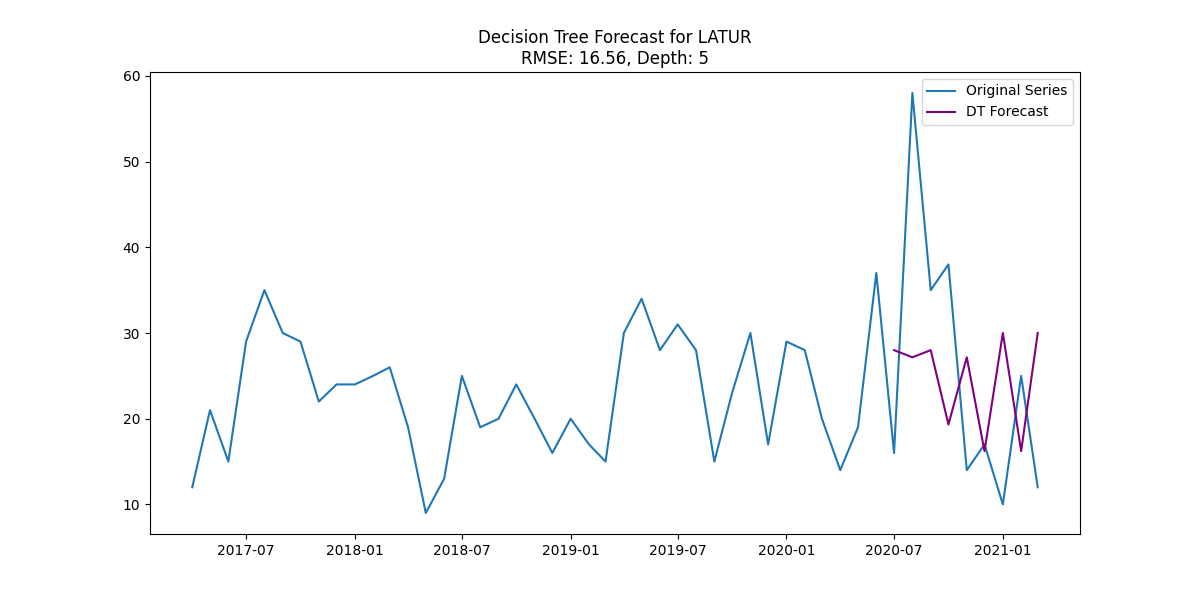 Decision Tree Forecast for LATUR
RMSE: 16.56, Depth: 5
Original Series
DT Forecast
60
50
40
30
20
10
2017-07 2018-01 2018-07 2019-01 2019-07 2020-01 2020-07 2021-01